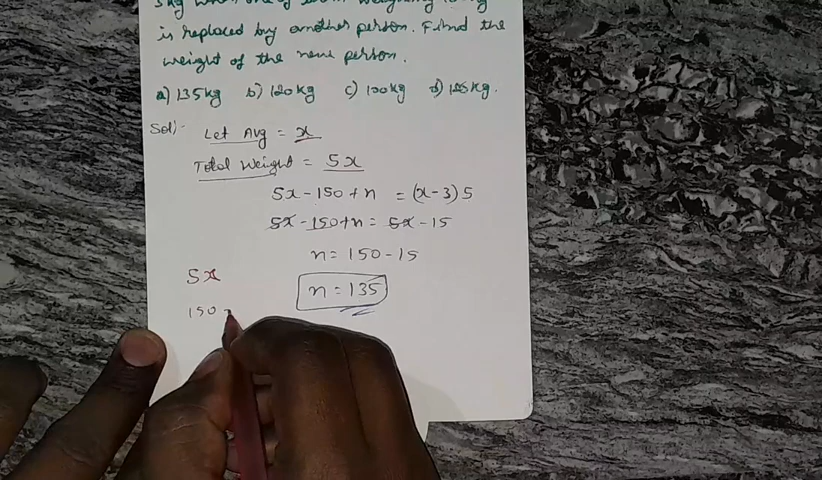 is replaced by another person. Find the
weight of the new person.
a) 135kg b) 120kg c) 100kg d)
Sol:-
Let Avg = x
Total Weight = 5x
5x - 150 + n = (x-3) 5
5x - 150 + n = 5x - 15
n = 150 - 15
n = 135
5x
150